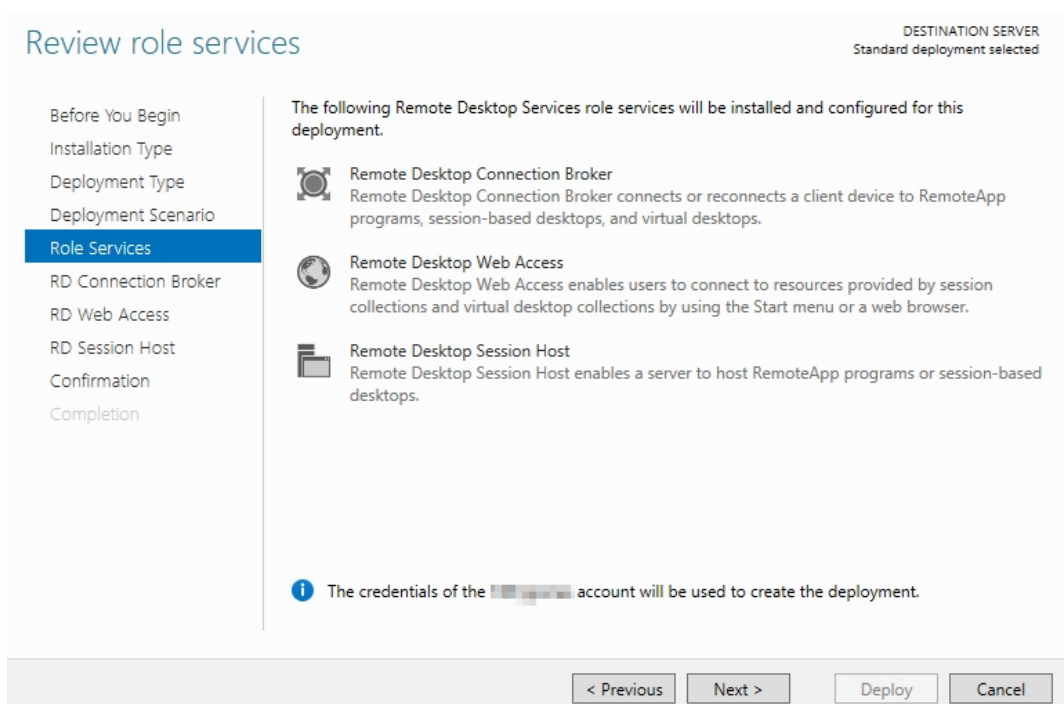 Review role services
DESTINATION SERVER
Standard deployment selected
Before You Begin
Installation Type
Deployment Type
Deployment Scenario
Role Services
RD Connection Broker
RD Web Access
RD Session Host
Confirmation
Completion
The following Remote Desktop Services role services will be installed and configured for this
deployment.
Remote Desktop Connection Broker
Remote Desktop Connection Broker connects or reconnects a client device to RemoteApp
programs, session-based desktops, and virtual desktops.
Remote Desktop Web Access
Remote Desktop Web Access enables users to connect to resources provided by session
collections and virtual desktop collections by using the Start menu or a web browser.
Remote Desktop Session Host
Remote Desktop Session Host enables a server to host RemoteApp programs or session-based
desktops.
The credentials of the account will be used to create the deployment.
< Previous
Next >
Deploy
Cancel